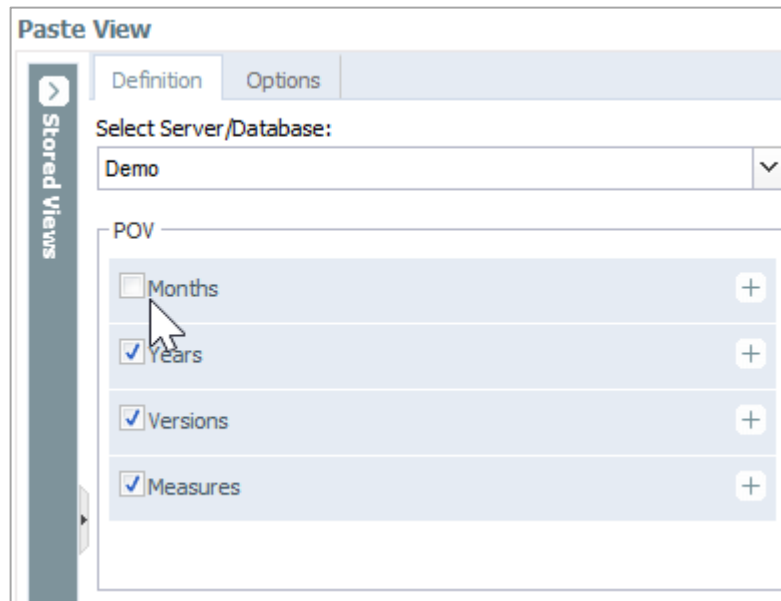 Paste View
Stored Views
Definition
Options
Select Server/Database:
Demo
POV
Months
Years
Versions
Measures